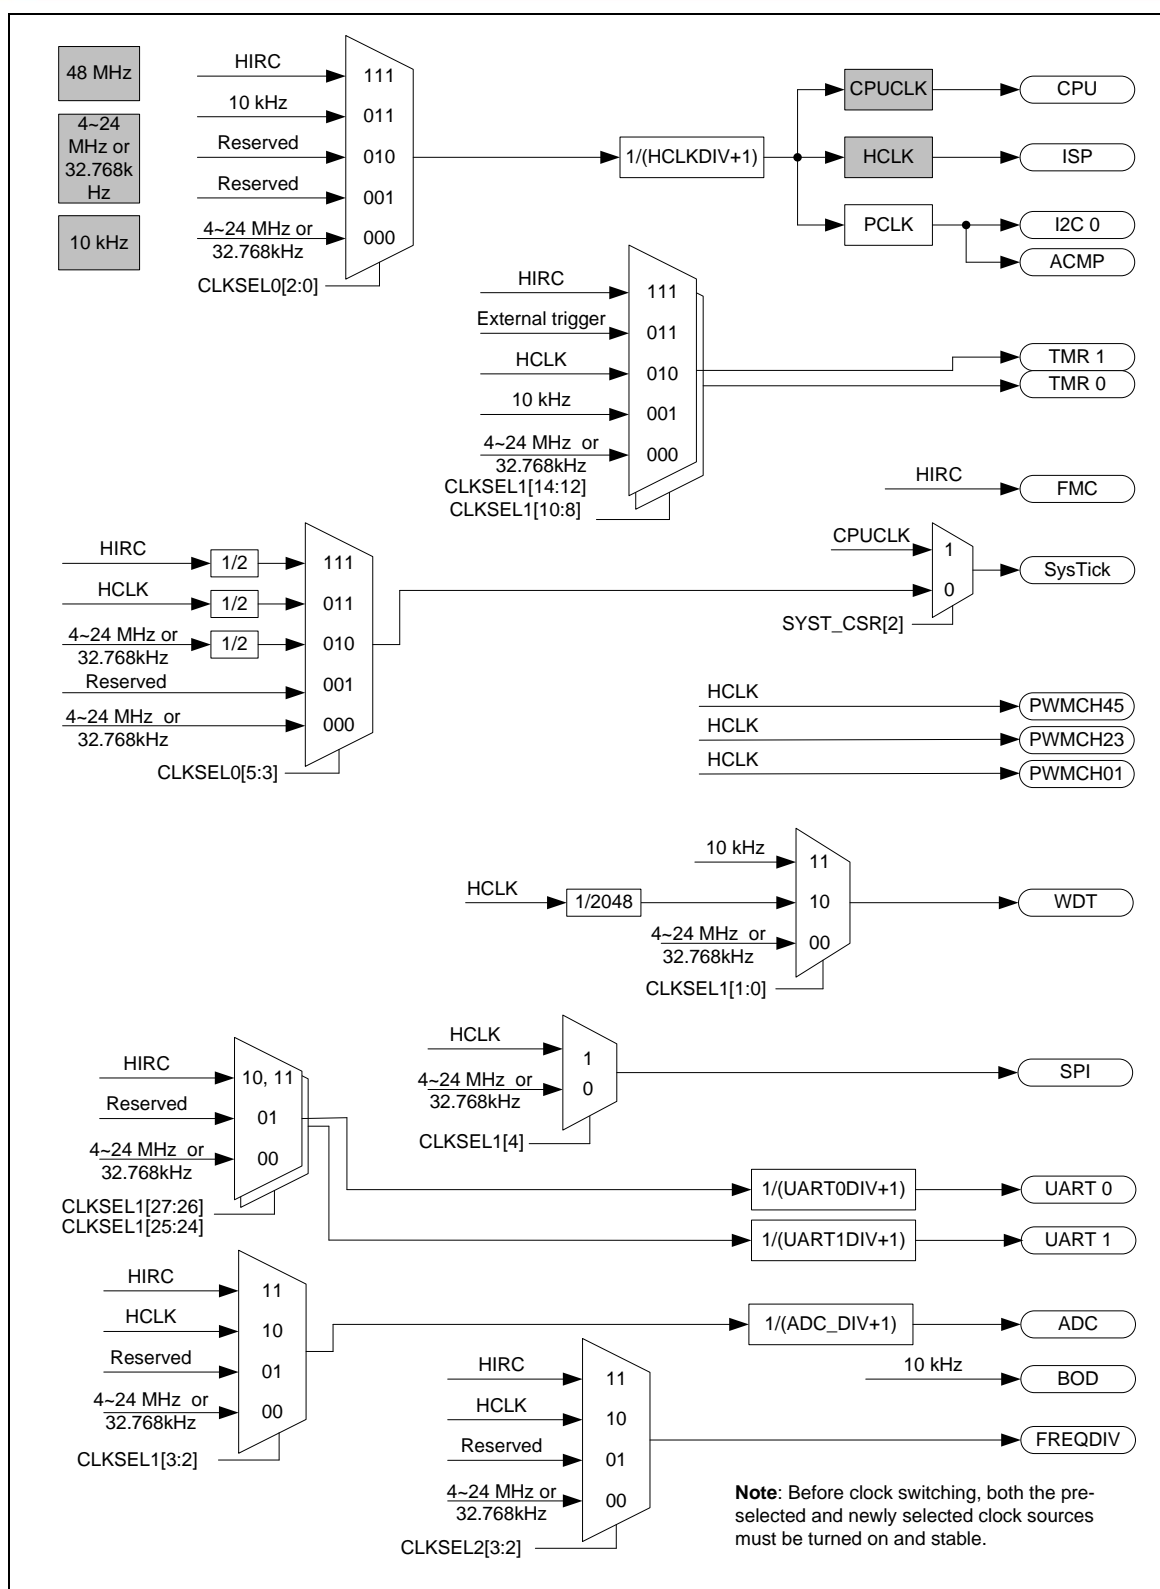 48 MHz
4~24
MHz or
32.768k
Hz
10 kHz
HIRC
111
10 kHz
011
Reserved
010
Reserved
001
4~24 MHz or
32.768kHz
000
CLKSEL0[2:0]
1/(HCLKDIV+1)
CPUCLK
CPU
HCLK
ISP
PCLK
I2C 0
ACMP
HIRC
111
External trigger
011
HCLK
010
10 kHz
001
4~24 MHz or
32.768kHz
000
CLKSEL1[14:12]
CLKSEL1[10:8]
TMR 1
TMR 0
HIRC
FMC
HIRC
1/2
111
HCLK
1/2
011
4~24 MHz or
32.768kHz
1/2
010
Reserved
001
4~24 MHz or
32.768kHz
000
CLKSEL0[5:3]
CPUCLK
1
0
SYST_CSR[2]
SysTick
HCLK
PWMCH45
HCLK
PWMCH23
HCLK
PWMCH01
10 kHz
11
HCLK
1/2048
10
4~24 MHz or
32.768kHz
00
CLKSEL1[1:0]
WDT
HCLK
1
4~24 MHz or
32.768kHz
0
CLKSEL1[4]
SPI
HIRC
10, 11
Reserved
01
4~24 MHz or
32.768kHz
00
CLKSEL1[27:26]
CLKSEL1[25:24]
1/(UART0DIV+1)
UART 0
1/(UART1DIV+1)
UART 1
HIRC
11
HCLK
10
Reserved
01
4~24 MHz or
32.768kHz
00
CLKSEL1[3:2]
1/(ADC_DIV+1)
ADC
10 kHz
BOD
HIRC
11
HCLK
10
Reserved
01
4~24 MHz or
32.768kHz
00
CLKSEL2[3:2]
FREQDIV
Note: Before clock switching, both the pre-
selected and newly selected clock sources
must be turned on and stable.